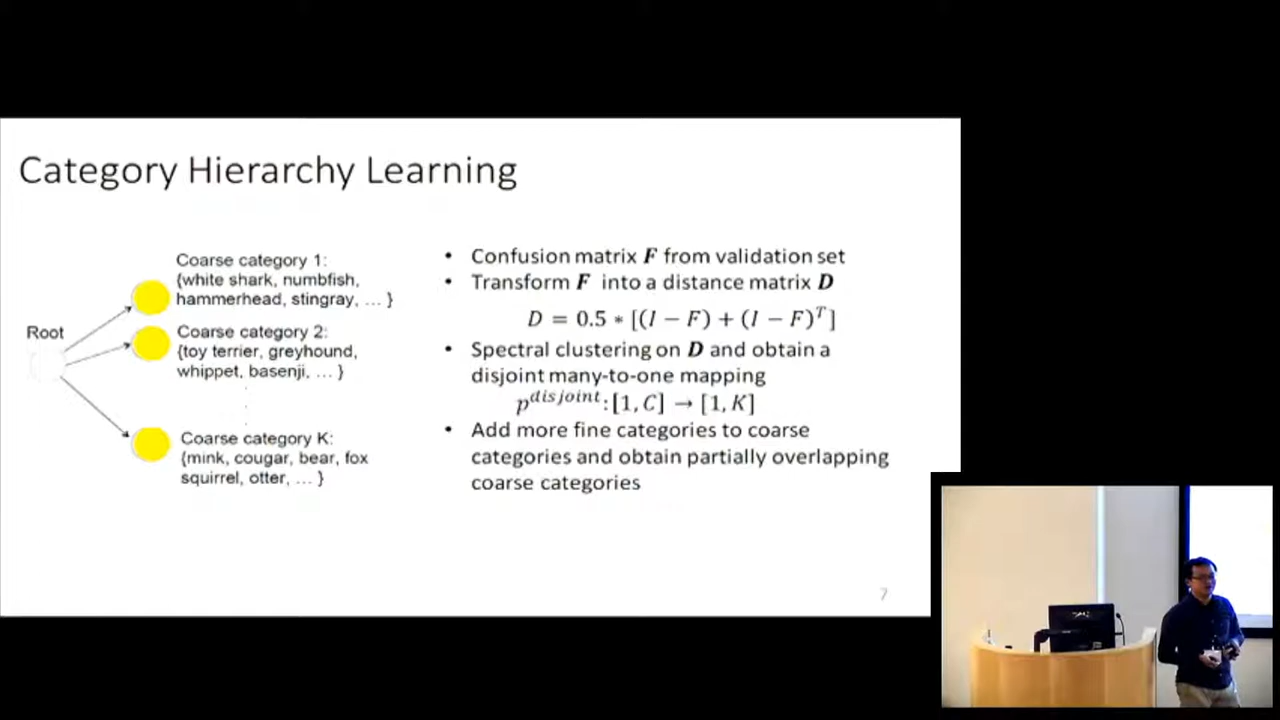 Category Hierarchy Learning
Root
Coarse category 1:
{white shark, numbfish,
hammerhead, stingray, … }
Coarse category 2:
{toy terrier, greyhound,
whippet, basenji, … }
Coarse category K:
{mink, cougar, bear, fox
squirrel, otter, … }
• Confusion matrix F from validation set
• Transform F into a distance matrix D
D = 0.5 * [(I − F) + (I − F)^T]
• Spectral clustering on D and obtain a
disjoint many-to-one mapping
p^disjoint: [1, C] → [1, K]
• Add more fine categories to coarse
categories and obtain partially overlapping
coarse categories
7